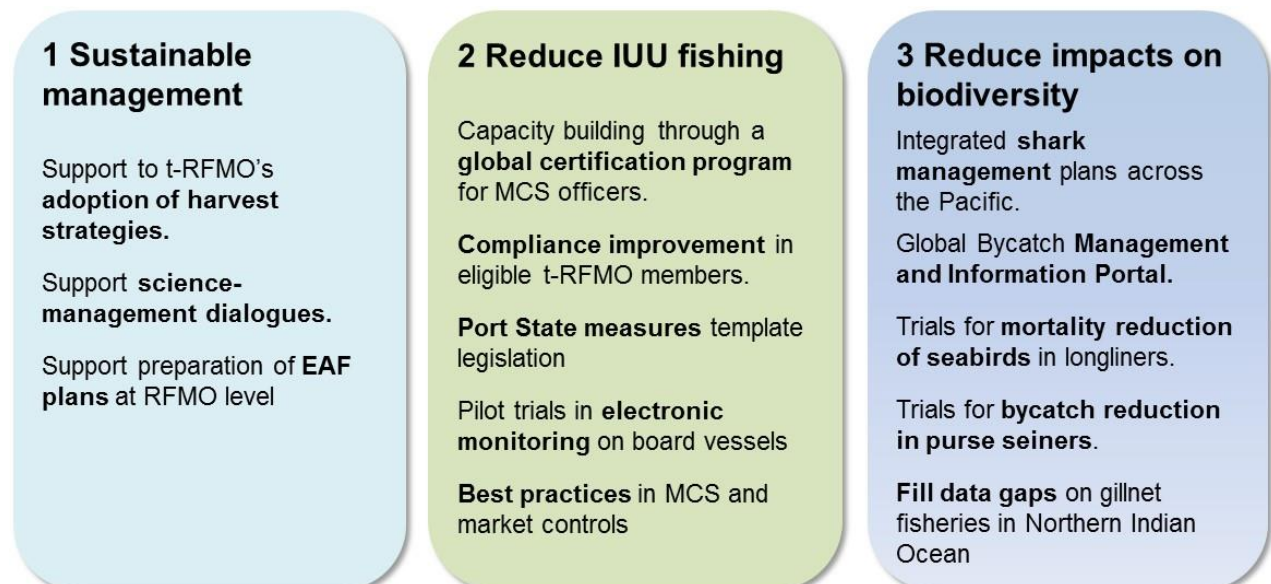 1 Sustainable
management
Support to t-RFMO's
adoption of harvest
strategies.
Support science-
management dialogues.
Support preparation of EAF
plans at RFMO level
2 Reduce IUU fishing
Capacity building through a
global certification program
for MCS officers.
Compliance improvement in
eligible t-RFMO members.
Port State measures template
legislation
Pilot trials in electronic
monitoring on board vessels
Best practices in MCS and
market controls
3 Reduce impacts on
biodiversity
Integrated shark
management plans across
the Pacific.
Global Bycatch Management
and Information Portal.
Trials for mortality reduction
of seabirds in longliners.
Trials for bycatch reduction
in purse seiners.
Fill data gaps on gillnet
fisheries in Northern Indian
Ocean